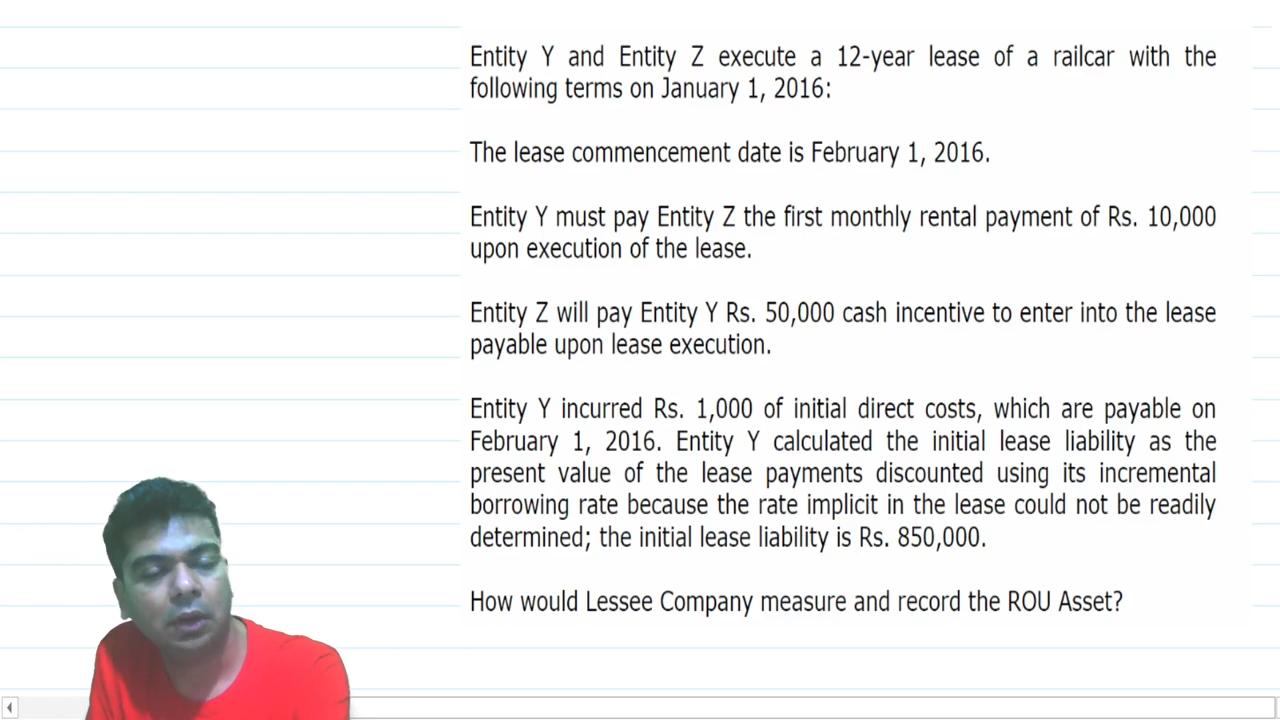 Entity Y and Entity Z execute a 12-year lease of a railcar with the
following terms on January 1, 2016:
The lease commencement date is February 1, 2016.
Entity Y must pay Entity Z the first monthly rental payment of Rs. 10,000
upon execution of the lease.
Entity Z will pay Entity Y Rs. 50,000 cash incentive to enter into the lease
payable upon lease execution.
Entity Y incurred Rs. 1,000 of initial direct costs, which are payable on
February 1, 2016. Entity Y calculated the initial lease liability as the
present value of the lease payments discounted using its incremental
borrowing rate because the rate implicit in the lease could not be readily
determined; the initial lease liability is Rs. 850,000.
How would Lessee Company measure and record the ROU Asset?